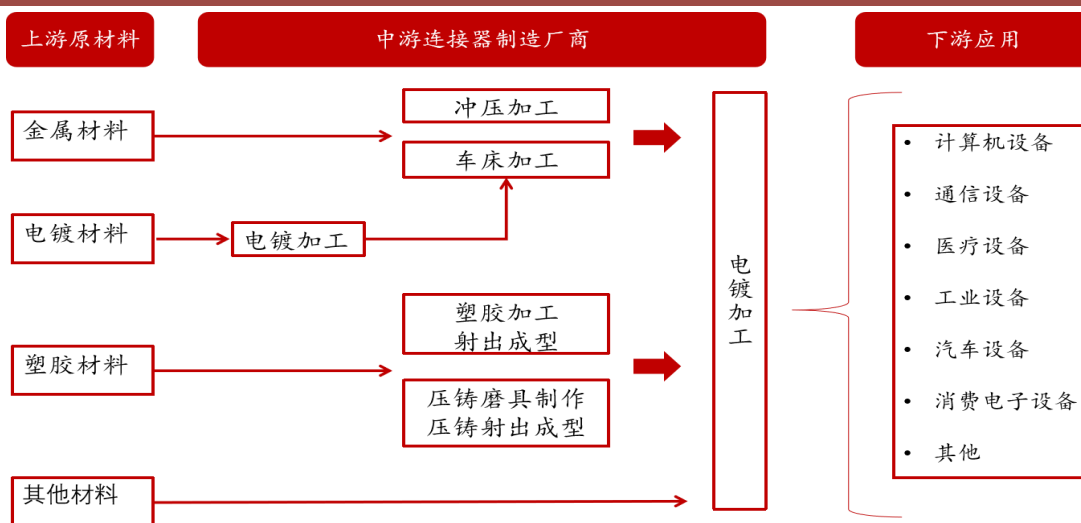 上游原材料
中游连接器制造厂商
下游应用
金属材料
冲压加工
车床加工
电镀材料
电镀加工
塑胶材料
塑胶加工
射出成型
压铸磨具制作
压铸射出成型
其他材料
电镀加工
• 计算机设备
• 通信设备
• 医疗设备
• 工业设备
• 汽车设备
• 消费电子设备
• 其他